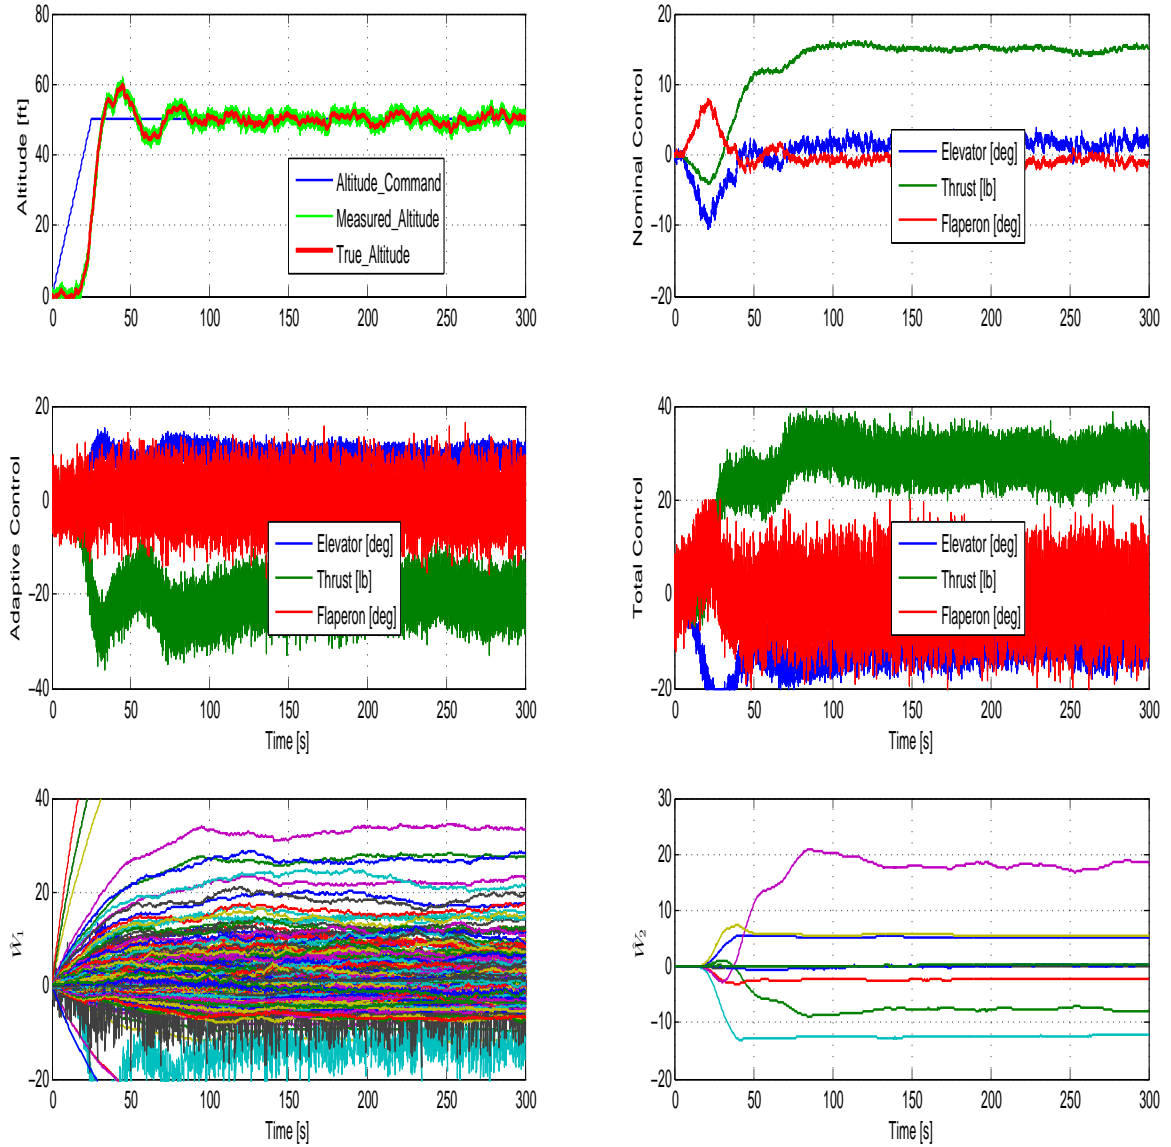 80
60
40
20
0
Altitude [ft]
Altitude_Command
Measured_Altitude
True_Altitude
0 50 100 150 200 250 300
20
10
0
−10
−20
Nominal Control
Elevator [deg]
Thrust [lb]
Flaperon [deg]
0 50 100 150 200 250 300
20
0
−20
−40
Adaptive Control
Elevator [deg]
Thrust [lb]
Flaperon [deg]
0 50 100 150 200 250 300
Time [s]
40
20
0
−20
Total Control
Elevator [deg]
Thrust [lb]
Flaperon [deg]
0 50 100 150 200 250 300
Time [s]
40
20
0
−20
Ŵ₁
0 50 100 150 200 250 300
Time [s]
30
20
10
0
−10
−20
Ŵ₂
0 50 100 150 200 250 300
Time [s]